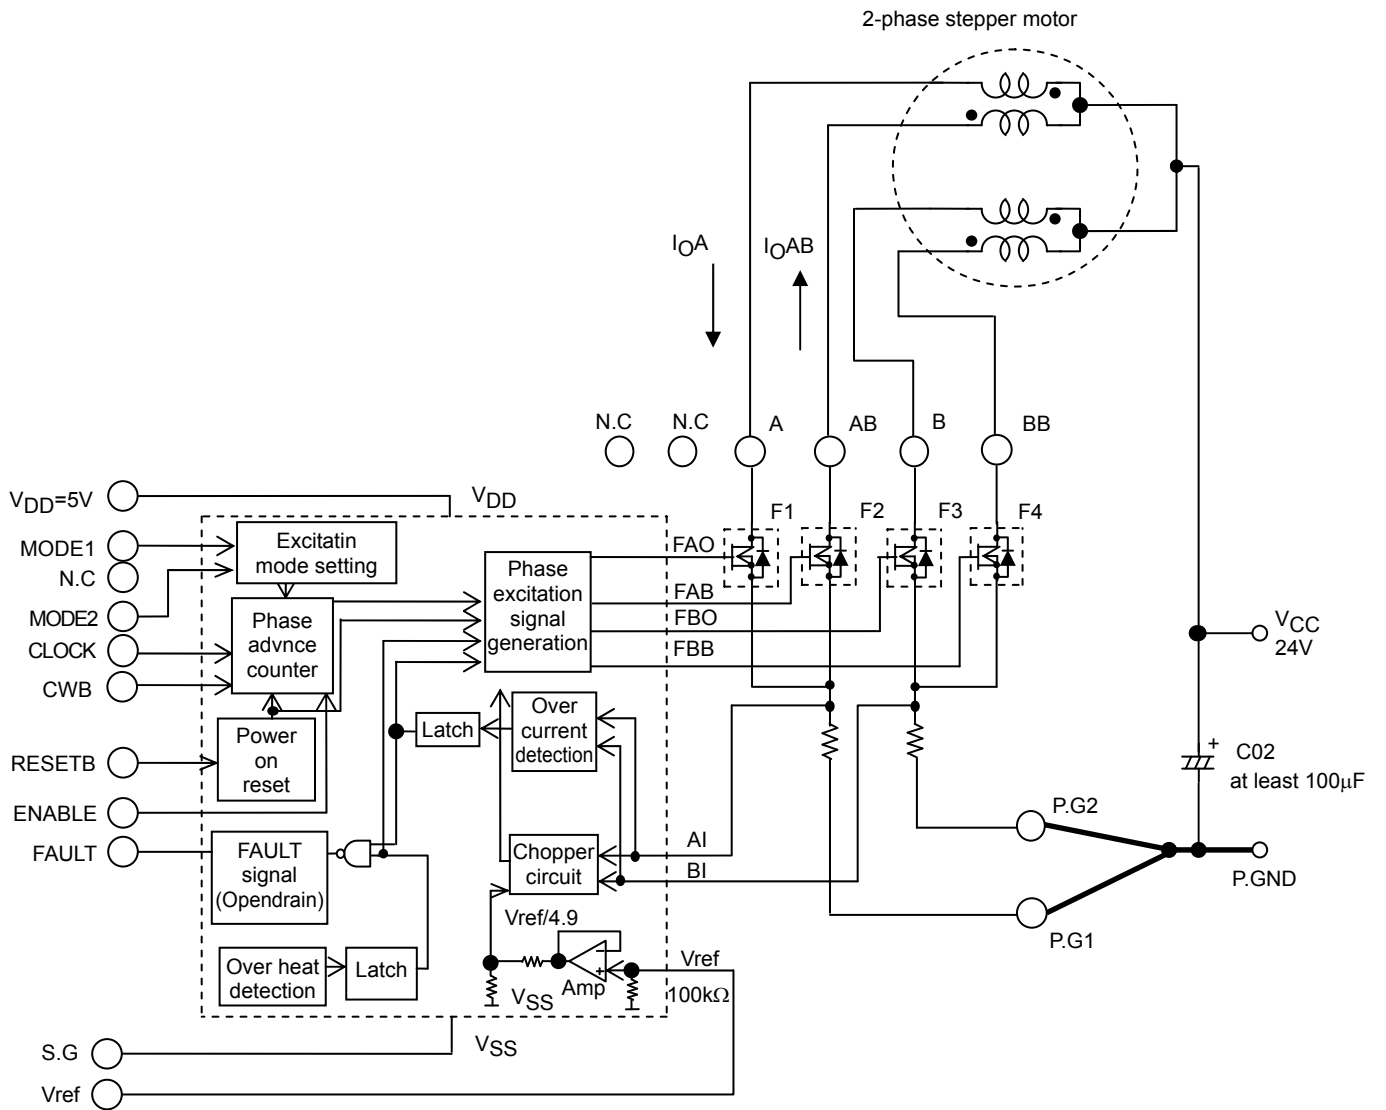 2-phase stepper motor
IOA
IOAB
N.C
N.C
A
AB
B
BB
VDD=5V
VDD
F1
F2
F3
F4
MODE1
N.C
MODE2
CLOCK
CWB
RESETB
ENABLE
FAULT
Excitatin
mode setting
Phase
advnce
counter
Power
on
reset
Phase
excitation
signal
generation
FAO
FAB
FBO
FBB
Latch
Over
current
detection
VCC
24V
+
C02
at least 100μF
FAULT
signal
(Opendrain)
Chopper
circuit
AI
BI
P.G2
P.GND
P.G1
Vref/4.9
Over heat
detection
Latch
-
+
Amp
Vref
100kΩ
VSS
VSS
S.G
Vref